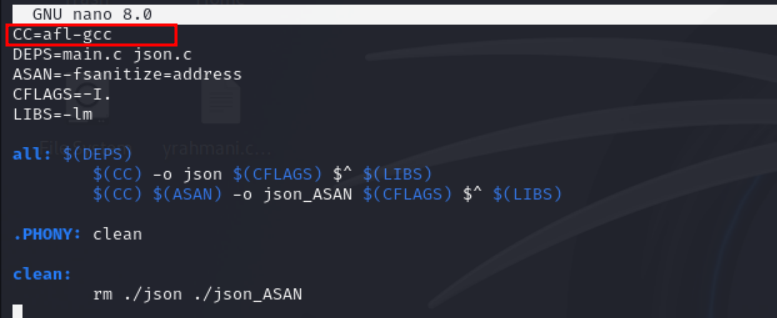 GNU nano 8.0
CC=afl-gcc
DEPS=main.c json.c
ASAN=-fsanitize=address
CFLAGS=-I.
LIBS=-lm
all: $(DEPS)
$(CC) -o json $(CFLAGS) $^ $(LIBS)
$(CC) $(ASAN) -o json_ASAN $(CFLAGS) $^ $(LIBS)
.PHONY: clean
clean:
rm ./json ./json_ASAN